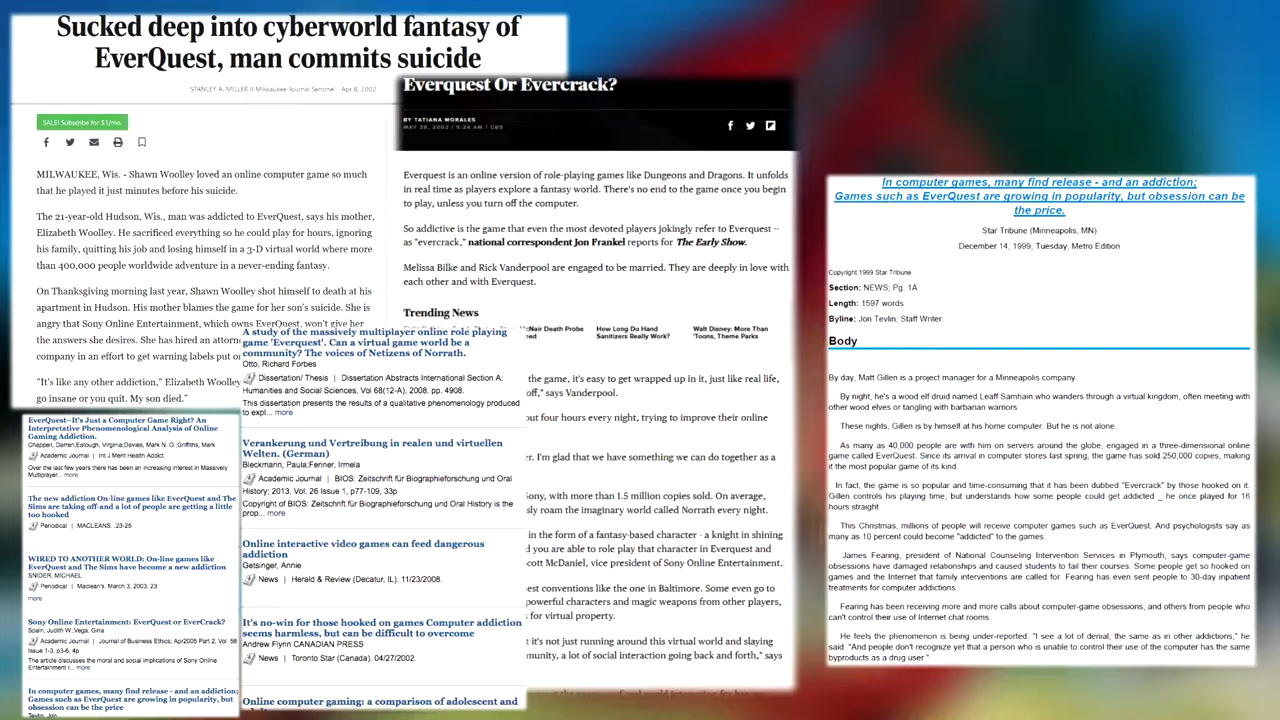 Sucked deep into cyberworld fantasy of
EverQuest, man commits suicide
STANLEY A. MILLER II Milwaukee Journal Sentinel Apr 8, 2002
SALE! Subscribe for $1/mo.
MILWAUKEE, Wis. - Shawn Woolley loved an online computer game so much
that he played it just minutes before his suicide.
The 21-year-old Hudson, Wis., man was addicted to EverQuest, says his mother,
Elizabeth Woolley. He sacrificed everything so he could play for hours, ignoring
his family, quitting his job and losing himself in a 3-D virtual world where more
than 400,000 people worldwide adventure in a never-ending fantasy.
On Thanksgiving morning last year, Shawn Woolley shot himself to death at his
apartment in Hudson. His mother blames the game for her son's suicide. She is
angry that Sony Online Entertainment, which owns EverQuest, won't give her
the answers she desires. She has hired an attorn
company in an effort to get warning labels put o
"It's like any other addiction," Elizabeth Woolley
go insane or you quit. My son died."
Everquest Or Evercrack?
BY TATIANA MORALES
MAY 28, 2002 / 9:24 AM / CBS
Everquest is an online version of role-playing games like Dungeons and Dragons. It unfolds
in real time as players explore a fantasy world. There's no end to the game once you begin
to play, unless you turn off the computer.
So addictive is the game that even the most devoted players jokingly refer to Everquest --
as "evercrack," national correspondent Jon Frankel reports for The Early Show.
Melissa Bilke and Rick Vanderpool are engaged to be married. They are deeply in love with
each other and with Everquest.
Trending News
McNair Death Probe
How Long Do Hand
Sanitizers Really Work?
Walt Disney: More Than
'Toons, Theme Parks
the game, it's easy to get wrapped up in it, just like real life,
off," says Vanderpool.
out four hours every night, trying to improve their online
r. I'm glad that we have something we can do together as a
Sony, with more than 1.5 million copies sold. On average,
sly roam the imaginary world called Norrath every night.
in the form of a fantasy-based character - a knight in shining
d you are able to role play that character in Everquest and
cott McDaniel, vice president of Sony Online Entertainment.
est conventions like the one in Baltimore. Some even go to
powerful characters and magic weapons from other players,
for virtual property.
t it's not just running around this virtual world and slaying
munity, a lot of social interaction going back and forth," says
EverQuest--It's Just a Computer Game Right? An
Interpretative Phenomenological Analysis of Online
Gaming Addiction.
Chappell, Darren;Eatough, Virginia;Davies, Mark N. O.;Griffiths, Mark
Academic Journal | Int J Ment Health Addict
Over the last few years there has been an increasing interest in Massively
Multiplayer... more
The new addiction On-line games like EverQuest and The
Sims are taking off-and a lot of people are getting a little
too hooked
Periodical | MACLEANS. ,23-25
WIRED TO ANOTHER WORLD: On-line games like
EverQuest and The Sims have become a new addiction
SNIDER, MICHAEL
Periodical | Maclean's. March 3, 2003, 23
more
Sony Online Entertainment: EverQuest or EverCrack?
Spain, Judith W.;Vega, Gina
Academic Journal | Journal of Business Ethics; Apr2005 Part 2, Vol. 58
Issue 1-3, p3-6, 4p
The article discusses the moral and social implications of Sony Online
Entertainment I... more
In computer games, many find release - and an addiction;
Games such as EverQuest are growing in popularity, but
obsession can be the price
Tevlin, Jon
A study of the massively multiplayer online role playing
game 'Everquest'. Can a virtual game world be a
community? The voices of Netizens of Norrath.
Otto, Richard Forbes
Dissertation/ Thesis | Dissertation Abstracts International Section A:
Humanities and Social Sciences, Vol 68(12-A), 2008. pp. 4908.
This dissertation presents the results of a qualitative phenomenology produced
to expl... more
Verankerung und Vertreibung in realen und virtuellen
Welten. (German)
Bleckmann, Paula;Fenner, Irmela
Academic Journal | BIOS: Zeitschrift für Biographieforschung und Oral
History; 2013, Vol. 26 Issue 1, p77-109, 33p
Copyright of BIOS: Zeitschrift für Biographieforschung und Oral History is the
prop... more
Online interactive video games can feed dangerous
addiction
Getsinger, Annie
News | Herald & Review (Decatur, IL). 11/23/2008.
It's no-win for those hooked on games Computer addiction
seems harmless, but can be difficult to overcome
Andrew Flynn CANADIAN PRESS
News | Toronto Star (Canada). 04/27/2002.
Online computer gaming: a comparison of adolescent and
In computer games, many find release - and an addiction;
Games such as EverQuest are growing in popularity, but obsession can be
the price.
Star Tribune (Minneapolis, MN)
December 14, 1999, Tuesday, Metro Edition
Copyright 1999 Star Tribune
Section: NEWS; Pg. 1A
Length: 1597 words
Byline: Jon Tevlin; Staff Writer
Body
By day, Matt Gillen is a project manager for a Minneapolis company.
By night, he's a wood elf druid named Leaff Samhain who wanders through a virtual kingdom, often meeting with
other wood elves or tangling with barbarian warriors.
These nights, Gillen is by himself at his home computer. But he is not alone.
As many as 40,000 people are with him on servers around the globe, engaged in a three-dimensional online
game called EverQuest. Since its arrival in computer stores last spring, the game has sold 250,000 copies, making
it the most popular game of its kind.
In fact, the game is so popular and time-consuming that it has been dubbed "Evercrack" by those hooked on it.
Gillen controls his playing time, but understands how some people could get addicted _ he once played for 16
hours straight.
This Christmas, millions of people will receive computer games such as EverQuest. And psychologists say as
many as 10 percent could become "addicted" to the games.
James Fearing, president of National Counseling Intervention Services in Plymouth, says computer-game
obsessions have damaged relationships and caused students to fail their courses. Some people get so hooked on
games and the Internet that family interventions are called for. Fearing has even sent people to 30-day inpatient
treatments for computer addictions.
Fearing has been receiving more and more calls about computer-game obsessions, and others from people who
can't control their use of Internet chat rooms.
He feels the phenomenon is being under-reported. "I see a lot of denial, the same as in other addictions," he
said. "And people don't recognize yet that a person who is unable to control their use of the computer has the same
byproducts as a drug user."